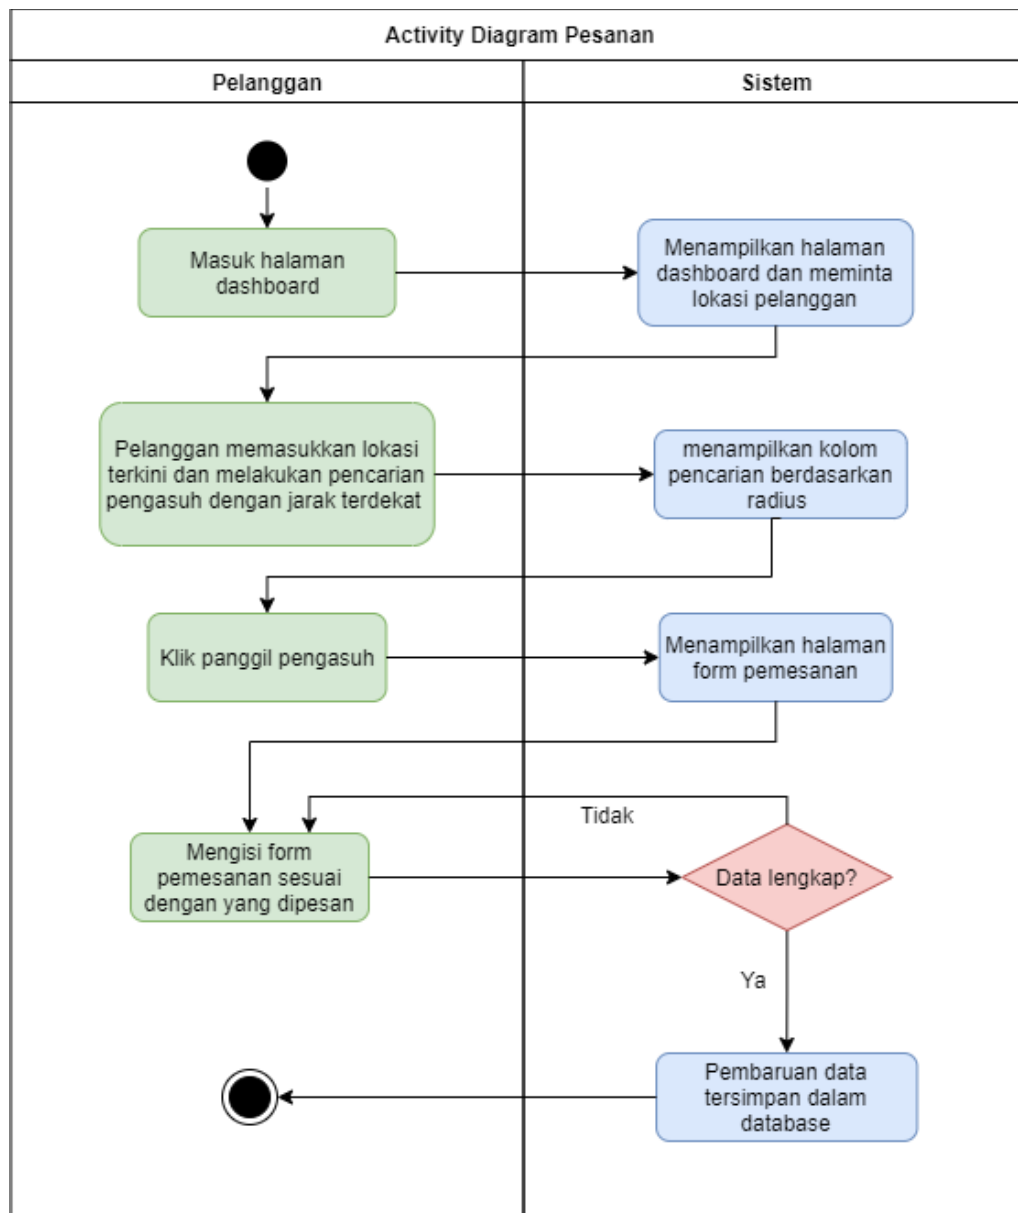 Activity Diagram Pesanan
Pelanggan
Sistem
Masuk halaman
dashboard
Menampilkan halaman
dashboard dan meminta
lokasi pelanggan
Pelanggan memasukkan lokasi
terkini dan melakukan pencarian
pengasuh dengan jarak terdekat
menampilkan kolom
pencarian berdasarkan
radius
Klik panggil pengasuh
Menampilkan halaman
form pemesanan
Tidak
Mengisi form
pemesanan sesuai
dengan yang dipesan
Data lengkap?
Ya
Pembaruan data
tersimpan dalam
database